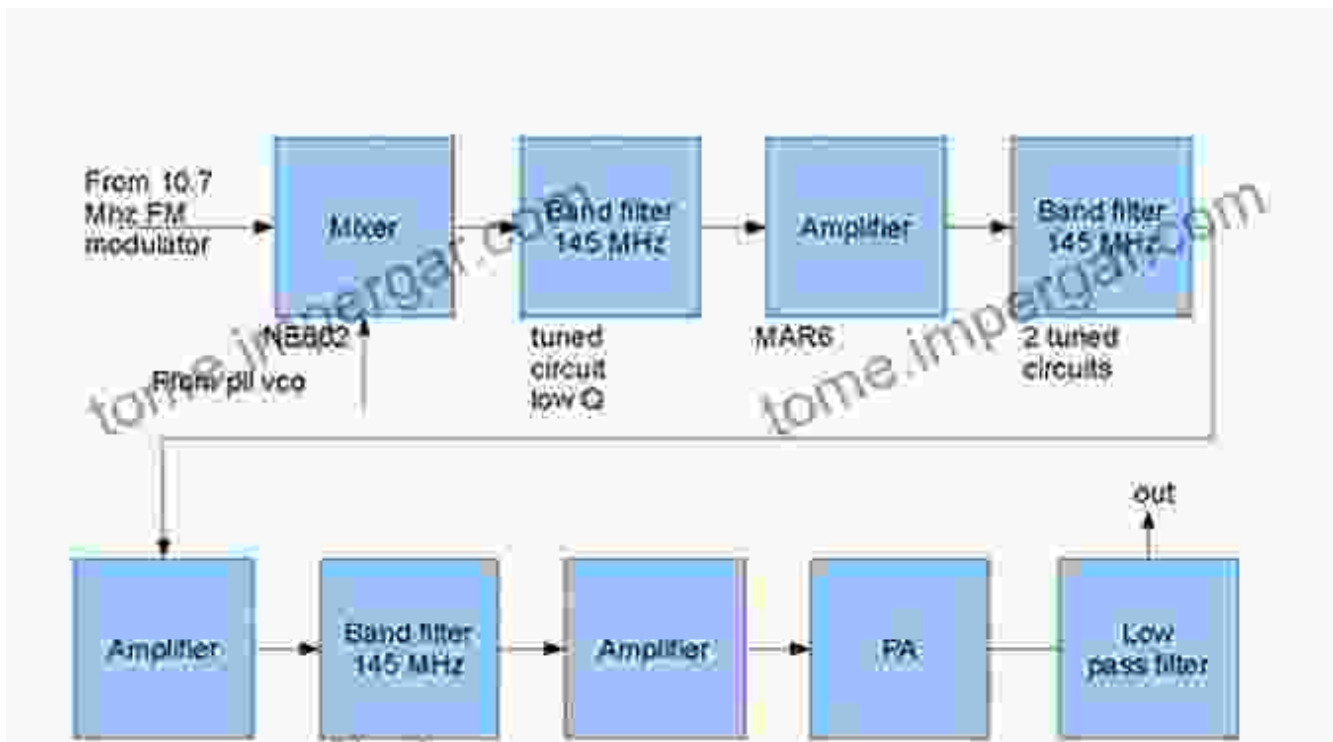 From 10.7
Mhz FM
modulator
Mixer
Band filter
145 MHz
Amplifier
Band filter
145 MHz
NE602
From pll vco
tuned
circuit
low Q
MAR6
2 tuned
circuits
tome.impergar.com
tome.impergar.com
out
Amplifier
Band filter
145 MHz
Amplifier
PA
Low
pass filter